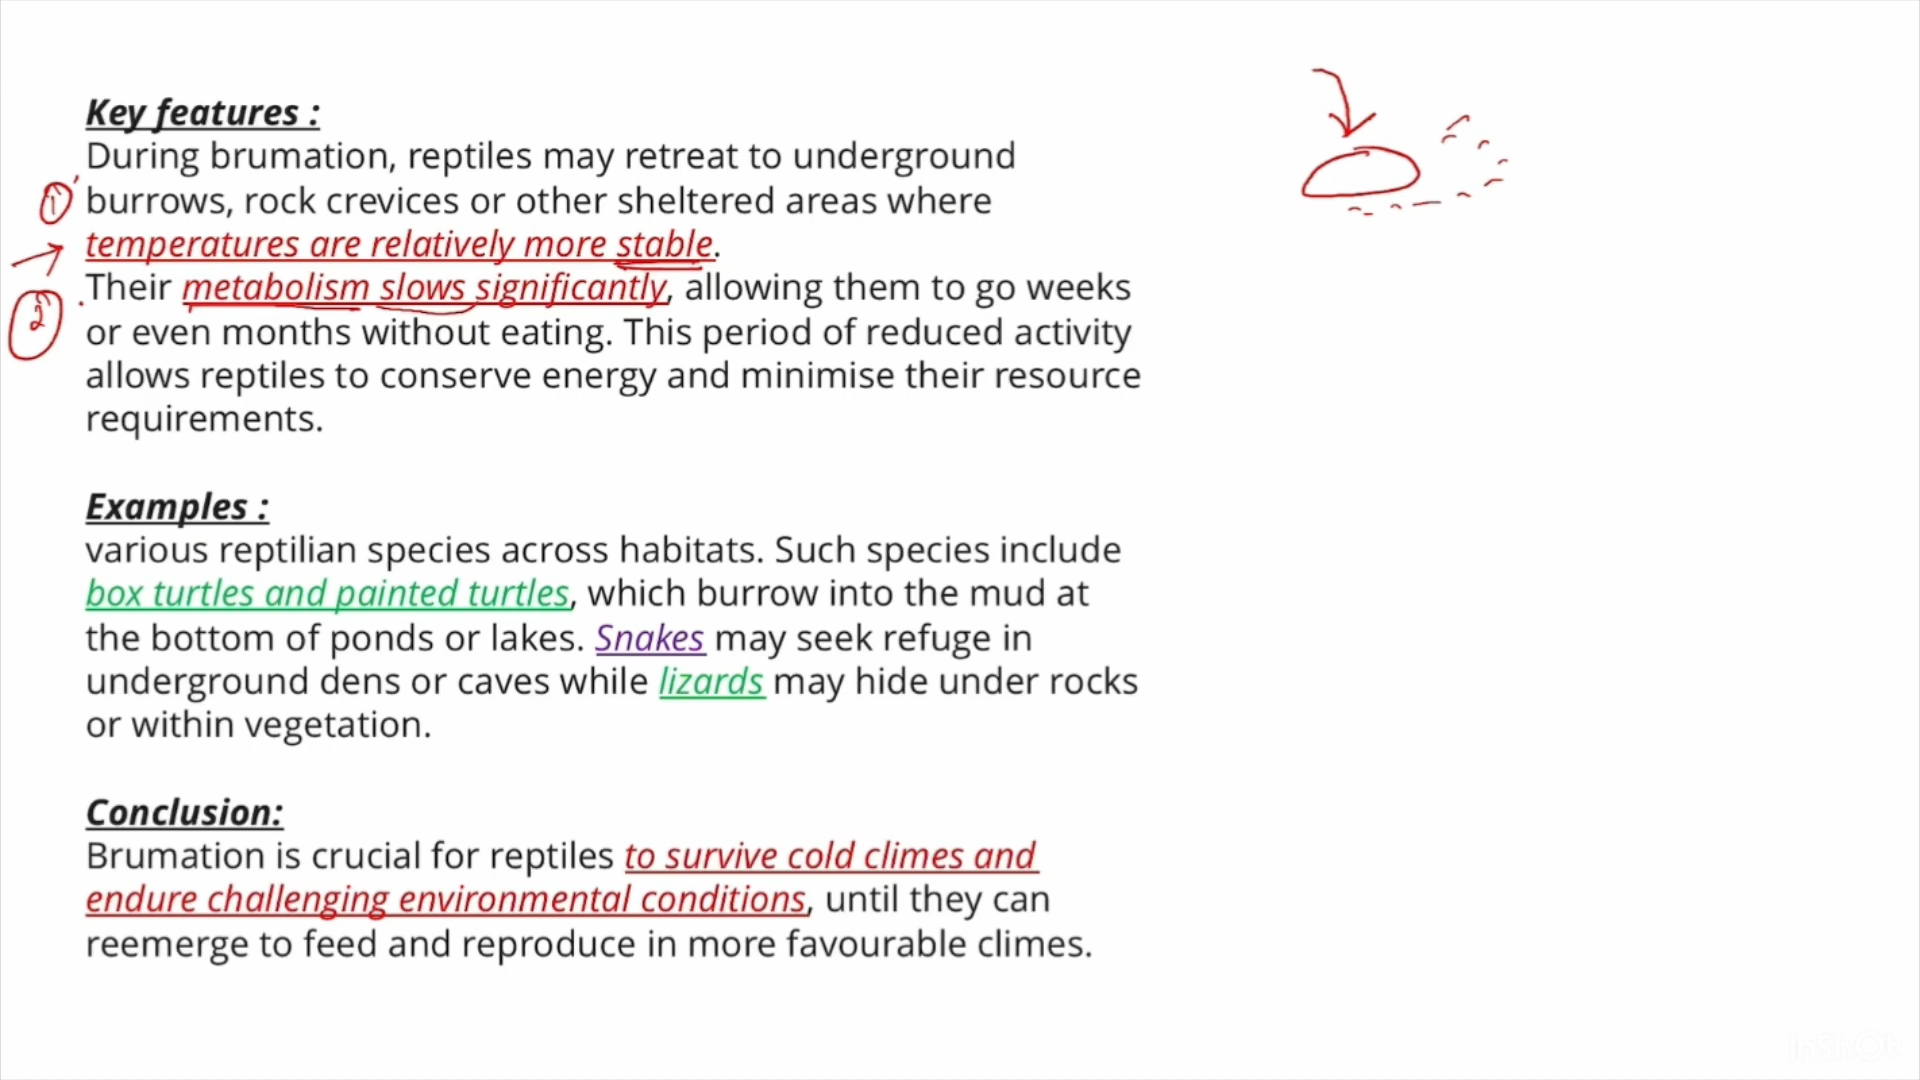 Key features :
During brumation, reptiles may retreat to underground
① burrows, rock crevices or other sheltered areas where
temperatures are relatively more stable.
② Their metabolism slows significantly, allowing them to go weeks
or even months without eating. This period of reduced activity
allows reptiles to conserve energy and minimise their resource
requirements.
Examples :
various reptilian species across habitats. Such species include
box turtles and painted turtles, which burrow into the mud at
the bottom of ponds or lakes. Snakes may seek refuge in
underground dens or caves while lizards may hide under rocks
or within vegetation.
Conclusion:
Brumation is crucial for reptiles to survive cold climes and
endure challenging environmental conditions, until they can
reemerge to feed and reproduce in more favourable climes.